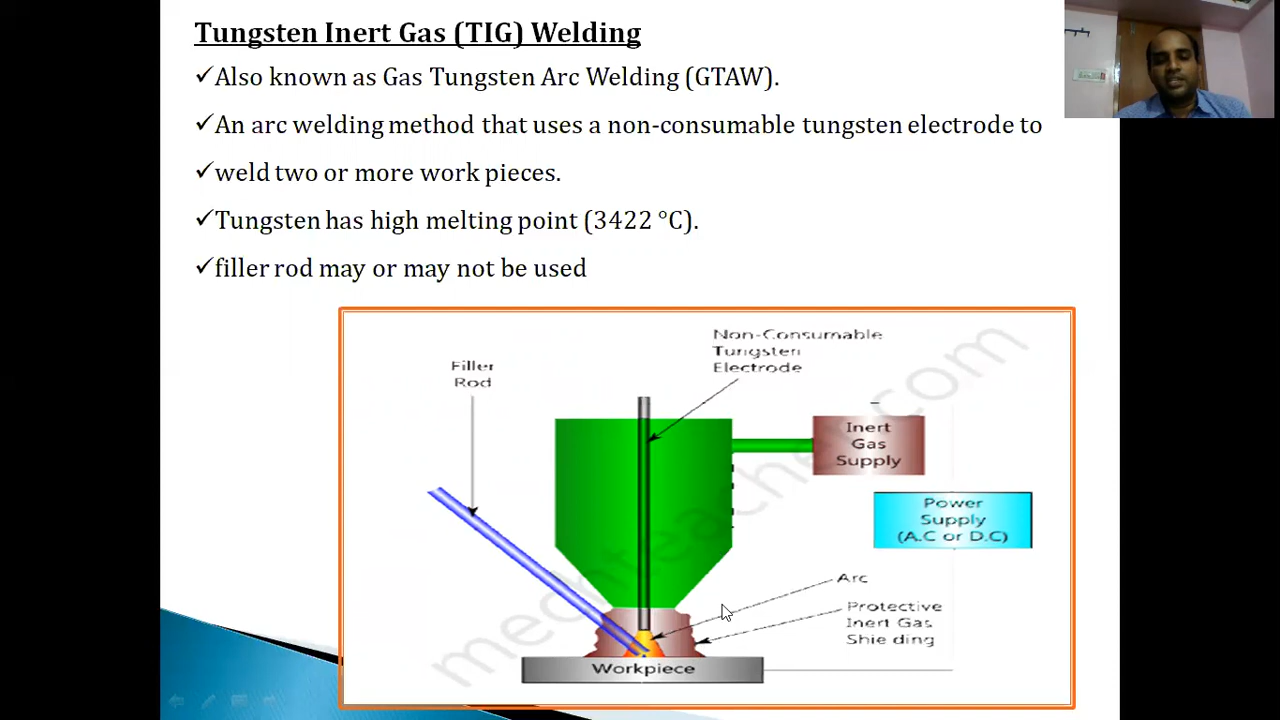 Tungsten Inert Gas (TIG) Welding
✓Also known as Gas Tungsten Arc Welding (GTAW).
✓An arc welding method that uses a non-consumable tungsten electrode to
✓weld two or more work pieces.
✓Tungsten has high melting point (3422 °C).
✓filler rod may or may not be used
Non-Consumable
Tungsten
Electrode
Filler
Rod
Inert
Gas
Supply
Power
Supply
(A.C or D.C)
Arc
Protective
Inert Gas
Shie ding
Workpiece
mechteacher.com